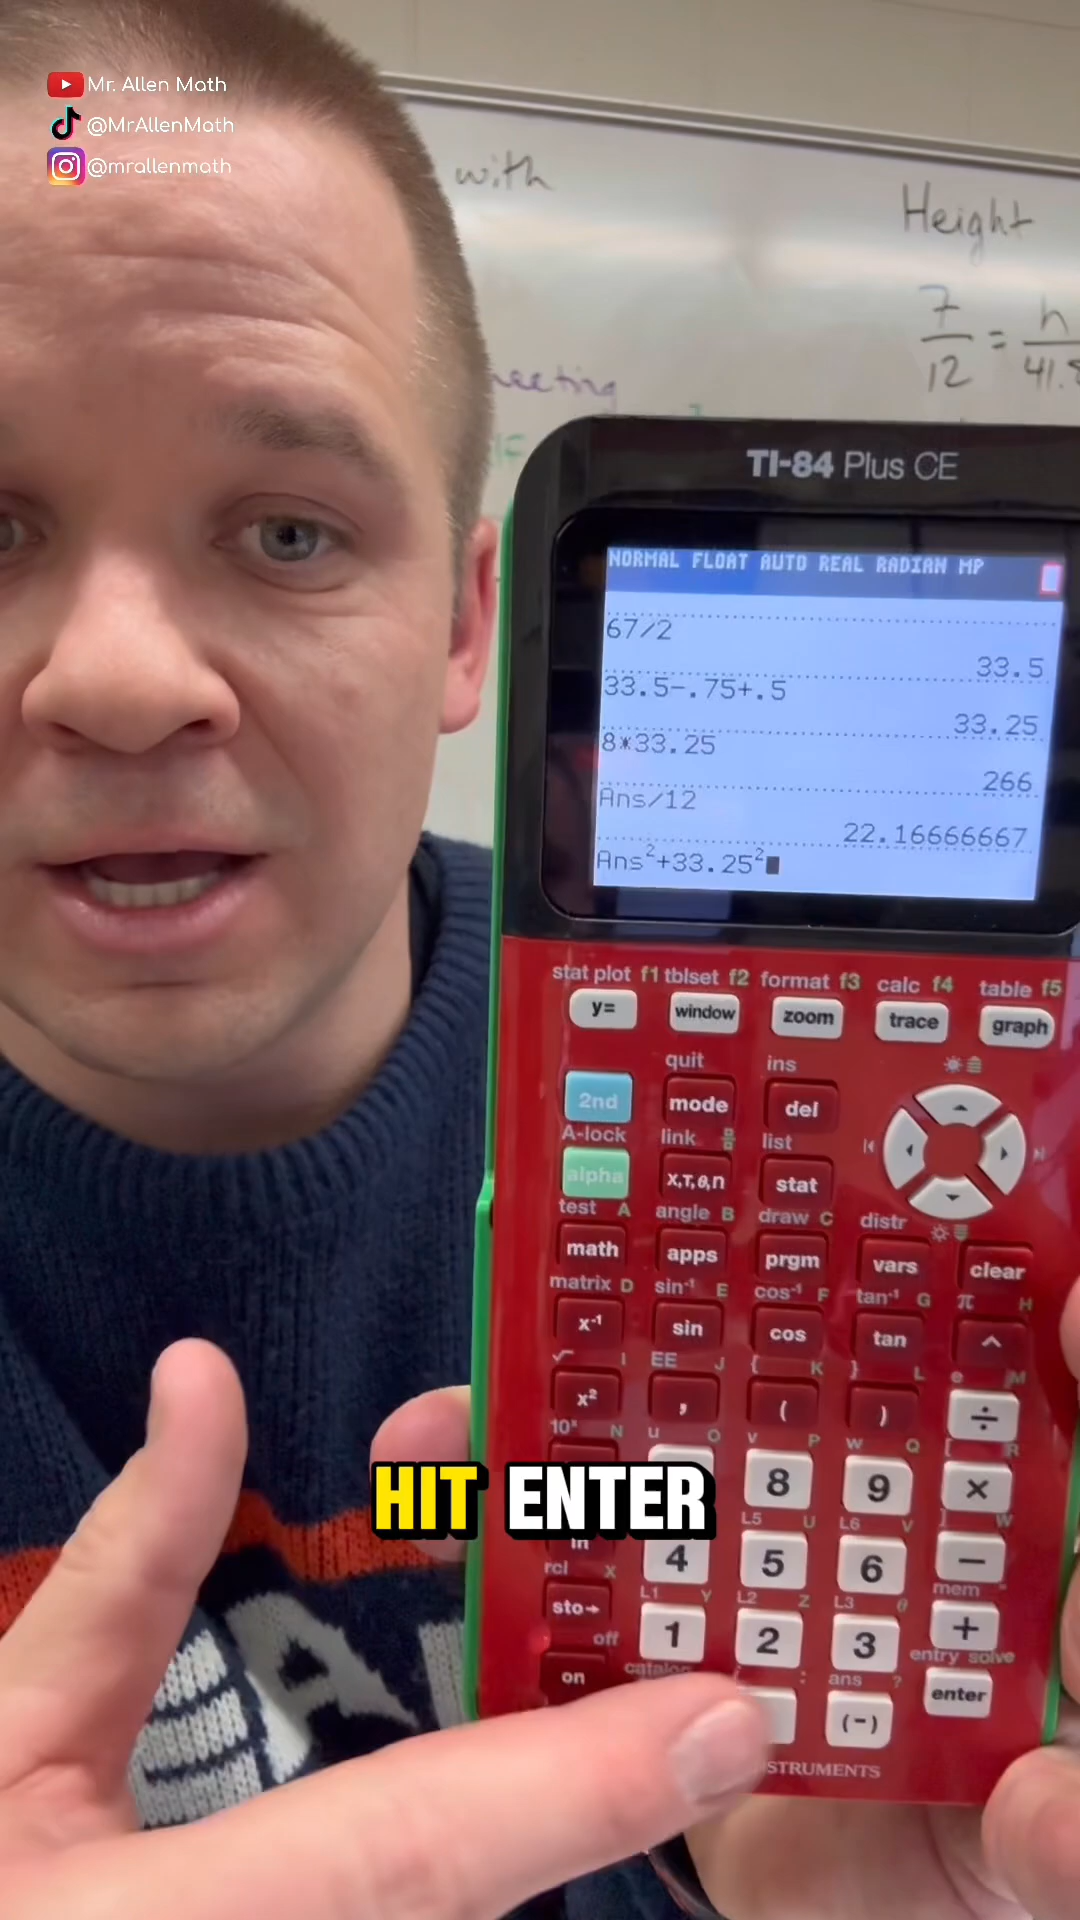 Mr. Allen Math
@MrAllenMath
@mrallenmath
with
Height
7/12 = h/41.8
TI-84 Plus CE
NORMAL FLOAT AUTO REAL RADIAN MP
67/2
33.5
33.5-.75+.5
33.25
8*33.25
266
Ans/12
22.16666667
Ans²+33.25²
stat plot f1 tblset f2 format f3 calc f4 table f5
y= window zoom trace graph
quit ins
2nd mode del
A-lock link list
alpha X,T,θ,n stat
test A angle B draw C distr
math apps prgm vars clear
matrix D sin⁻¹ E cos⁻¹ F tan⁻¹ G π H
x⁻¹ sin cos tan ^
√ I EE J { K } L e M
x² , ( ) ÷
10ˣ N u O v P w Q [ R
8 9 ×
L5 U L6 V ] W
HIT ENTER
ln 4 5 6 −
rcl X L1 Y L2 Z L3 θ mem "
sto→ 1 2 3 +
off catalog : ans ? entry solve
on (-) enter
STRUMENTS